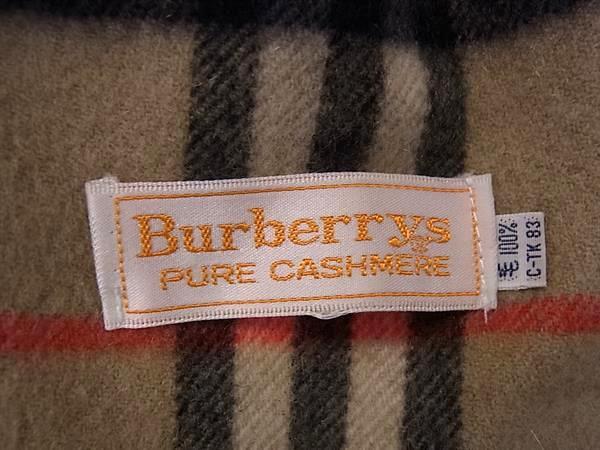 Burberrys
PURE CASHMERE
毛 100%
C-TK 83